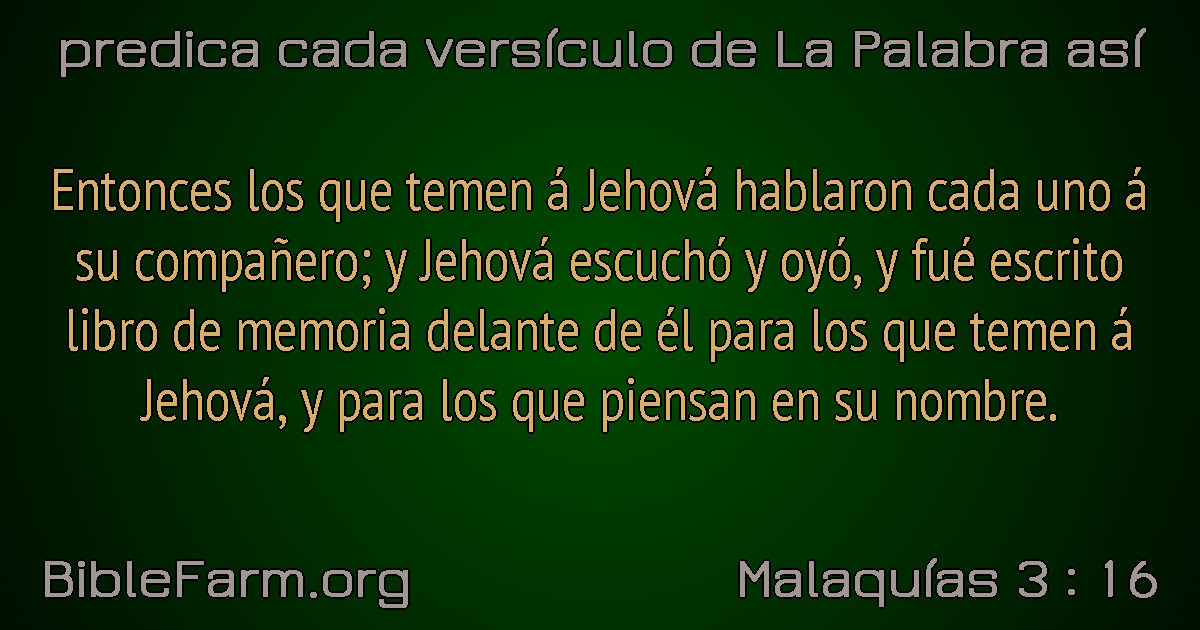 predica cada versículo de La Palabra así
Entonces los que temen á Jehová hablaron cada uno á
su compañero; y Jehová escuchó y oyó, y fué escrito
libro de memoria delante de él para los que temen á
Jehová, y para los que piensan en su nombre.
BibleFarm.org
Malaquías 3 : 16